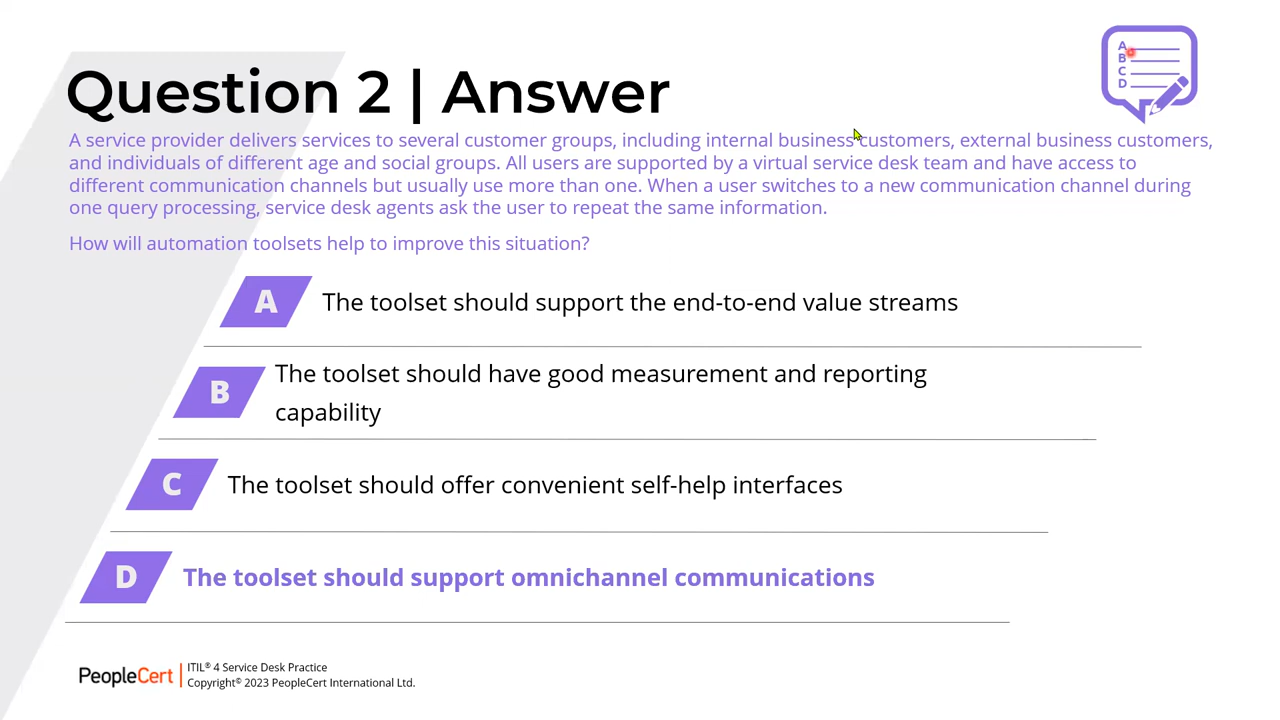 Question 2 | Answer
A service provider delivers services to several customer groups, including internal business customers, external business customers,
and individuals of different age and social groups. All users are supported by a virtual service desk team and have access to
different communication channels but usually use more than one. When a user switches to a new communication channel during
one query processing, service desk agents ask the user to repeat the same information.
How will automation toolsets help to improve this situation?
A The toolset should support the end-to-end value streams
B The toolset should have good measurement and reporting
capability
C The toolset should offer convenient self-help interfaces
D The toolset should support omnichannel communications
A
B
C
D
PeopleCert
ITIL® 4 Service Desk Practice
Copyright© 2023 PeopleCert International Ltd.